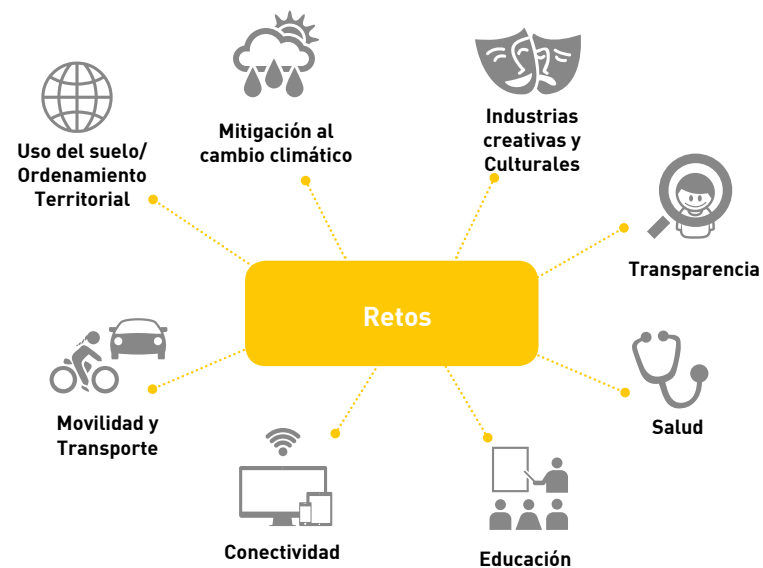 Mitigación al
cambio climático
Industrias
creativas y
Culturales
Uso del suelo/
Ordenamiento
Territorial
Transparencia
Retos
Movilidad y
Transporte
Salud
Conectividad
Educación